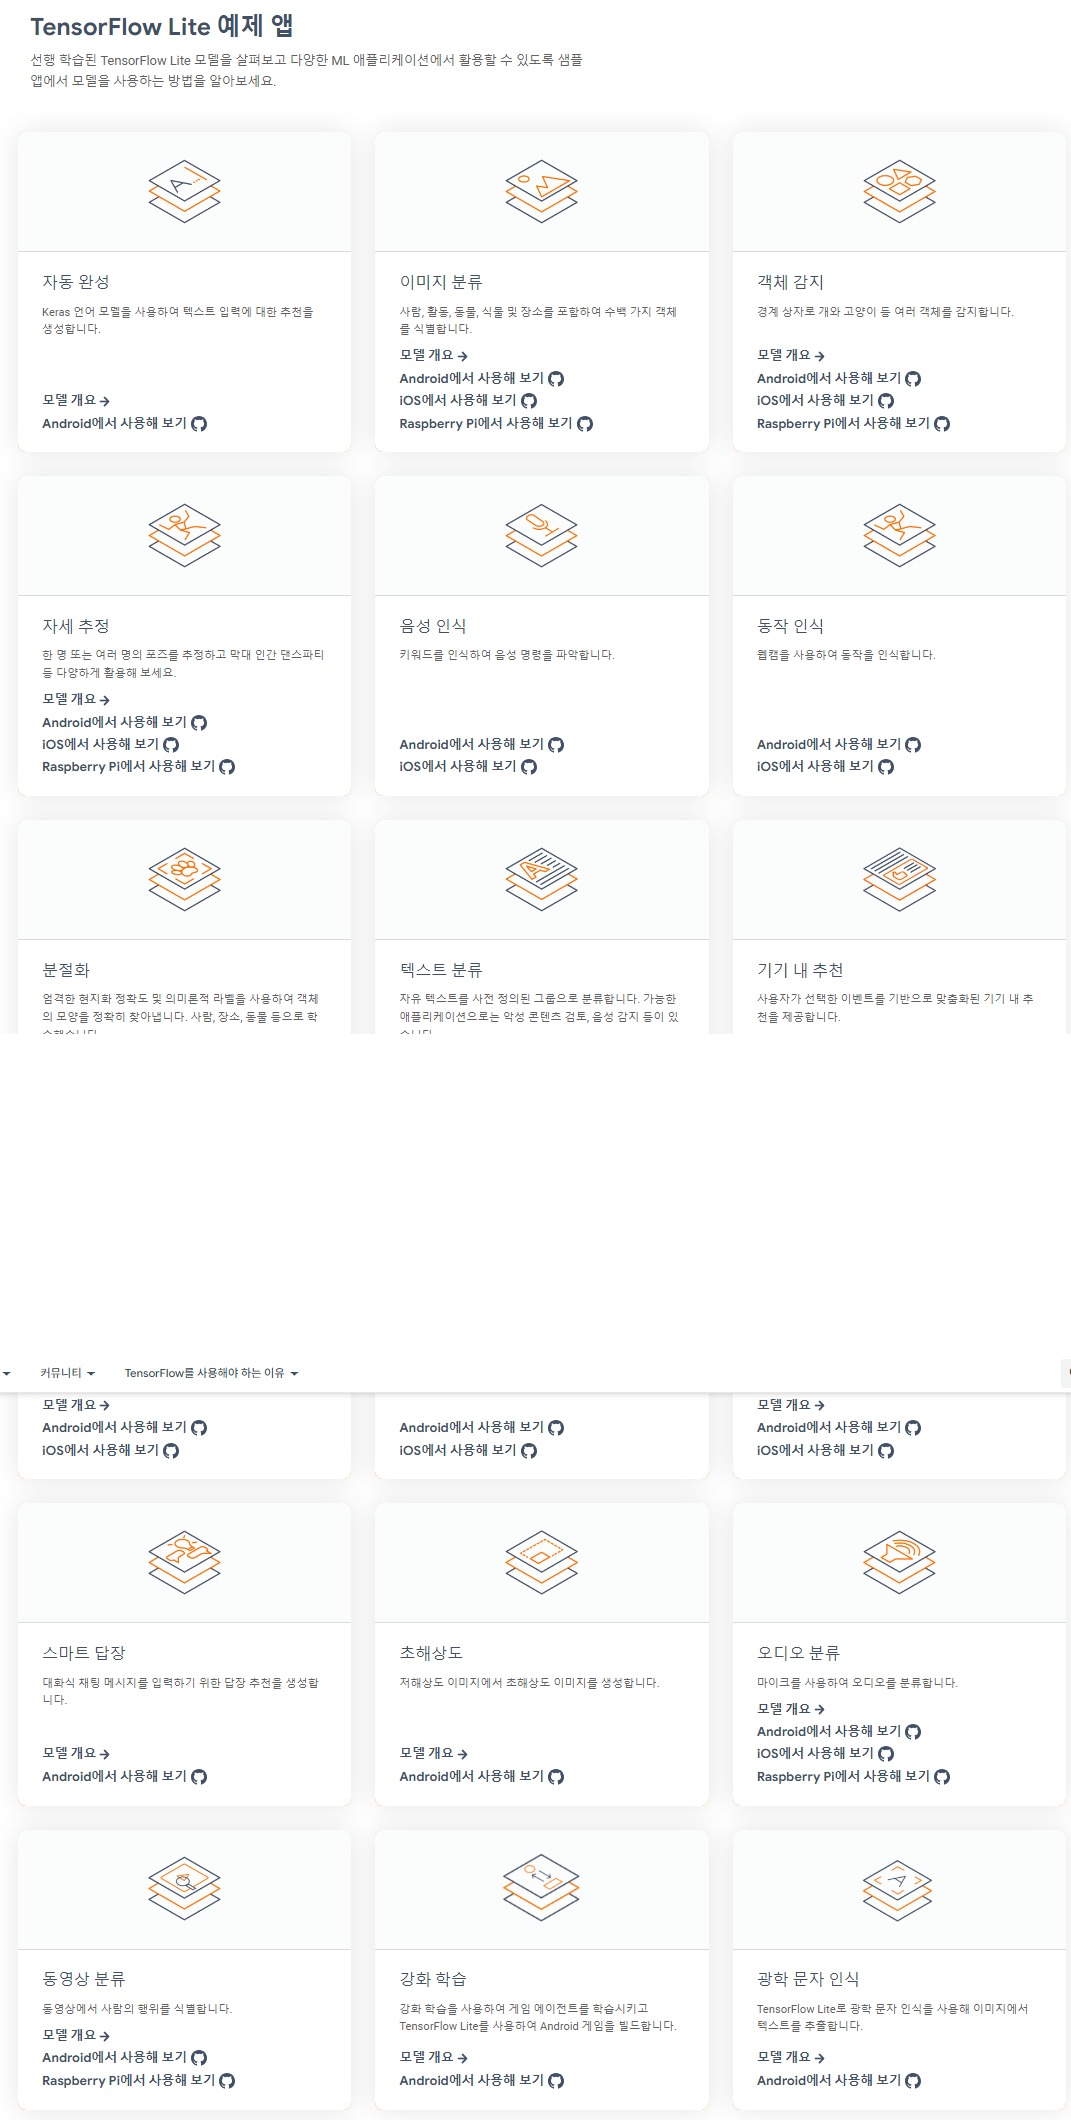 TensorFlow Lite 예제 앱
선행 학습된 TensorFlow Lite 모델을 살펴보고 다양한 ML 애플리케이션에서 활용할 수 있도록 샘플
앱에서 모델을 사용하는 방법을 알아보세요.
자동 완성
Keras 언어 모델을 사용하여 텍스트 입력에 대한 추천을
생성합니다.
모델 개요
Android에서 사용해 보기
이미지 분류
사람, 활동, 동물, 식물 및 장소를 포함하여 수백 가지 객체
를 식별합니다.
모델 개요
Android에서 사용해 보기
iOS에서 사용해 보기
Raspberry Pi에서 사용해 보기
객체 감지
경계 상자로 개와 고양이 등 여러 객체를 감지합니다.
모델 개요
Android에서 사용해 보기
iOS에서 사용해 보기
Raspberry Pi에서 사용해 보기
자세 추정
한 명 또는 여러 명의 포즈를 추정하고 막대 인간 댄스파티
등 다양하게 활용해 보세요.
모델 개요
Android에서 사용해 보기
iOS에서 사용해 보기
Raspberry Pi에서 사용해 보기
음성 인식
키워드를 인식하여 음성 명령을 파악합니다.
Android에서 사용해 보기
iOS에서 사용해 보기
동작 인식
웹캠을 사용하여 동작을 인식합니다.
Android에서 사용해 보기
iOS에서 사용해 보기
분절화
엄격한 현지화 정확도 및 의미론적 라벨을 사용하여 객체
의 모양을 정확히 찾아냅니다. 사람, 장소, 동물 등으로 학
텍스트 분류
자유 텍스트를 사전 정의된 그룹으로 분류합니다. 가능한
애플리케이션으로는 악성 콘텐츠 검토, 음성 감지 등이 있
기기 내 추천
사용자가 선택한 이벤트를 기반으로 맞춤화된 기기 내 추
천을 제공합니다.
커뮤니티
TensorFlow를 사용해야 하는 이유
모델 개요
Android에서 사용해 보기
iOS에서 사용해 보기
Android에서 사용해 보기
iOS에서 사용해 보기
모델 개요
Android에서 사용해 보기
iOS에서 사용해 보기
스마트 답장
대화식 채팅 메시지를 입력하기 위한 답장 추천을 생성합
니다.
모델 개요
Android에서 사용해 보기
초해상도
저해상도 이미지에서 초해상도 이미지를 생성합니다.
모델 개요
Android에서 사용해 보기
오디오 분류
마이크를 사용하여 오디오를 분류합니다.
모델 개요
Android에서 사용해 보기
iOS에서 사용해 보기
Raspberry Pi에서 사용해 보기
동영상 분류
동영상에서 사람의 행위를 식별합니다.
모델 개요
Android에서 사용해 보기
Raspberry Pi에서 사용해 보기
강화 학습
강화 학습을 사용하여 게임 에이전트를 학습시키고
TensorFlow Lite를 사용하여 Android 게임을 빌드합니다.
모델 개요
Android에서 사용해 보기
광학 문자 인식
TensorFlow Lite로 광학 문자 인식을 사용해 이미지에서
텍스트를 추출합니다.
모델 개요
Android에서 사용해 보기